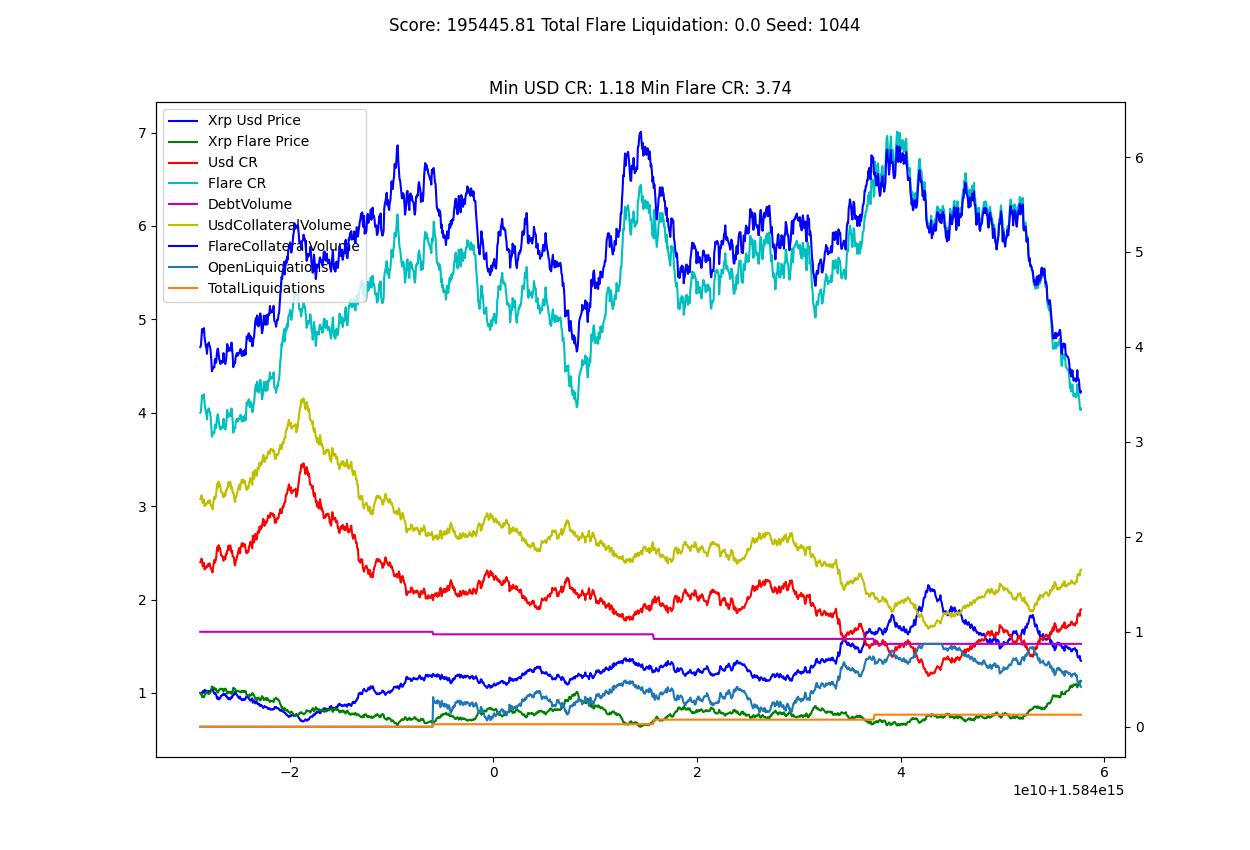 Score: 195445.81 Total Flare Liquidation: 0.0 Seed: 1044
Min USD CR: 1.18 Min Flare CR: 3.74
Xrp Usd Price
Xrp Flare Price
Usd CR
Flare CR
DebtVolume
UsdCollateralVolume
FlareCollateralVolume
OpenLiquidations
TotalLiquidations
7
6
5
4
3
2
1
6
5
4
3
2
1
0
−2
0
2
4
6
1e10+1.584e15